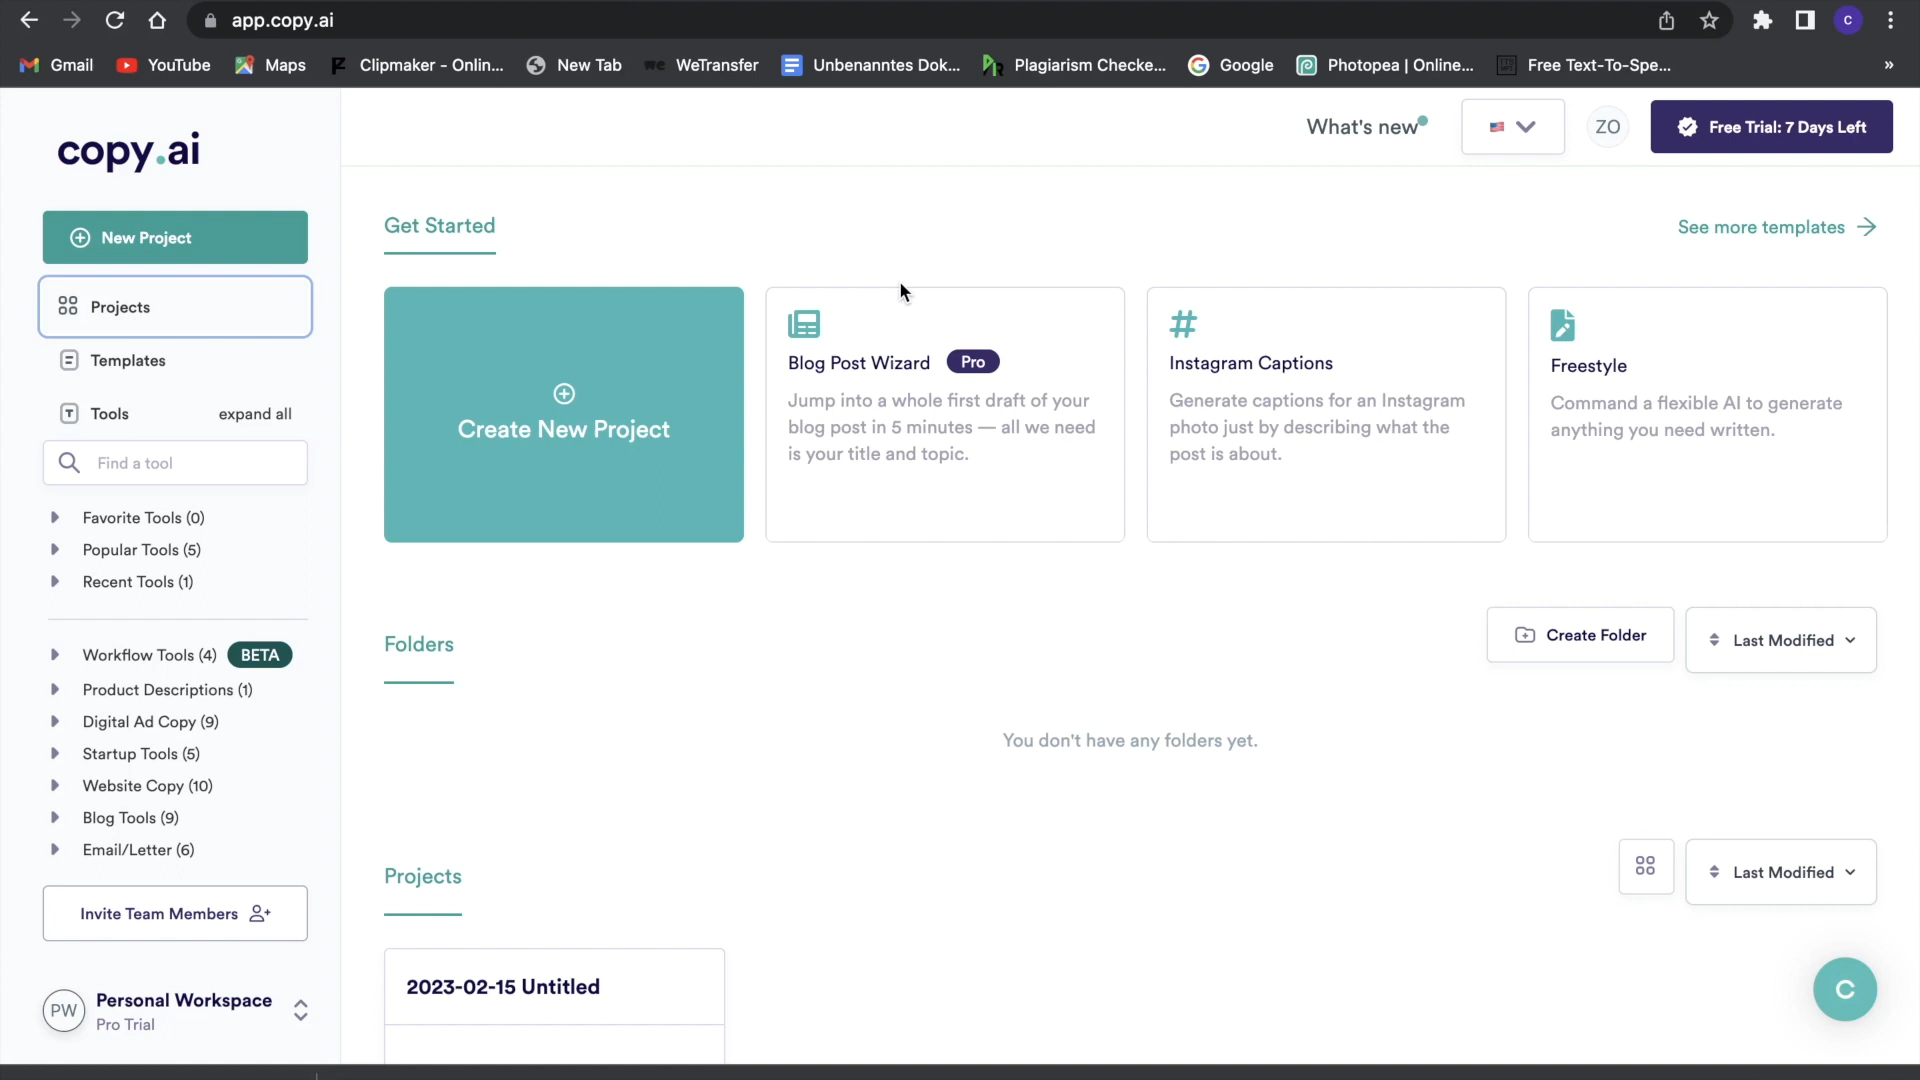 app.copy.ai
C
Gmail
YouTube
Maps
Clipmaker - Onlin...
New Tab
we
WeTransfer
Unbenanntes Dok...
Plagiarism Checke...
Google
Photopea | Online...
Free Text-To-Spe...
»
copy.ai
What's new
ZO
Free Trial: 7 Days Left
New Project
Projects
Templates
Tools
expand all
Find a tool
Favorite Tools (0)
Popular Tools (5)
Recent Tools (1)
Workflow Tools (4) BETA
Product Descriptions (1)
Digital Ad Copy (9)
Startup Tools (5)
Website Copy (10)
Blog Tools (9)
Email/Letter (6)
Invite Team Members
PW
Personal Workspace
Pro Trial
Get Started
See more templates
Create New Project
Blog Post Wizard Pro
Jump into a whole first draft of your
blog post in 5 minutes — all we need
is your title and topic.
#
Instagram Captions
Generate captions for an Instagram
photo just by describing what the
post is about.
Freestyle
Command a flexible AI to generate
anything you need written.
Folders
Create Folder
Last Modified
You don't have any folders yet.
Projects
Last Modified
2023-02-15 Untitled
C